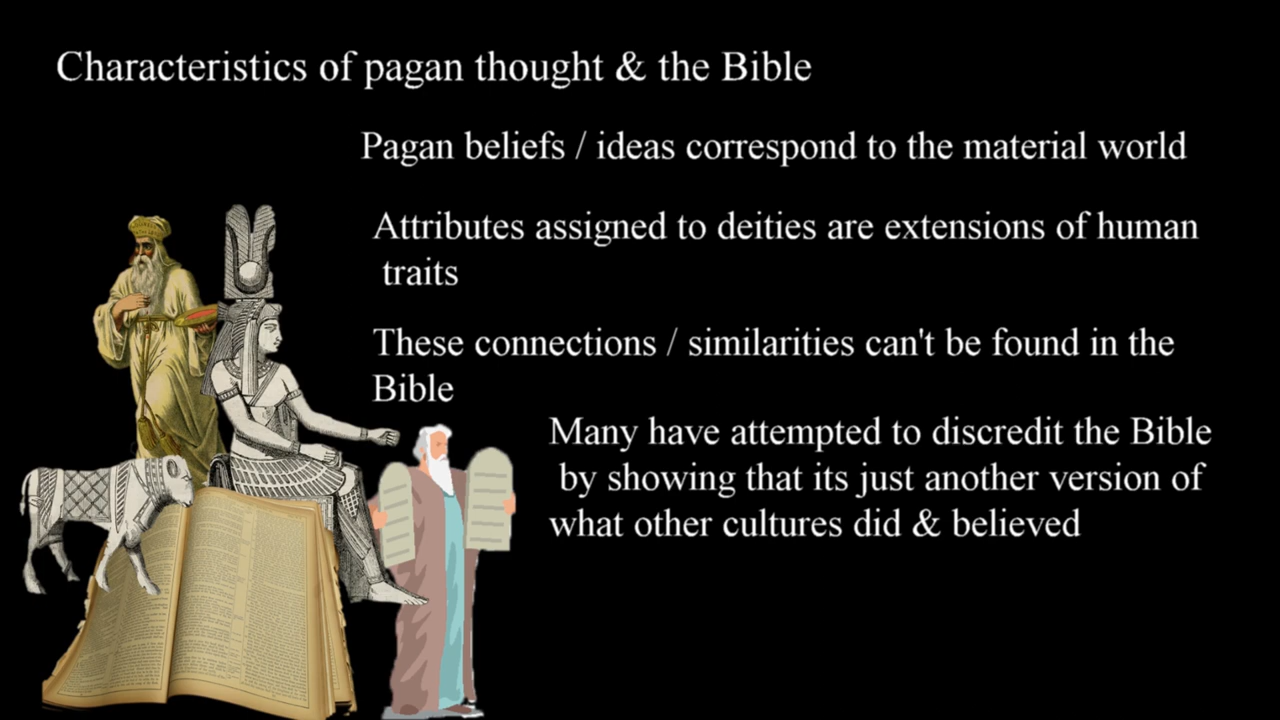 Characteristics of pagan thought & the Bible
Pagan beliefs / ideas correspond to the material world
Attributes assigned to deities are extensions of human
traits
These connections / similarities can't be found in the
Bible
Many have attempted to discredit the Bible
by showing that its just another version of
what other cultures did & believed